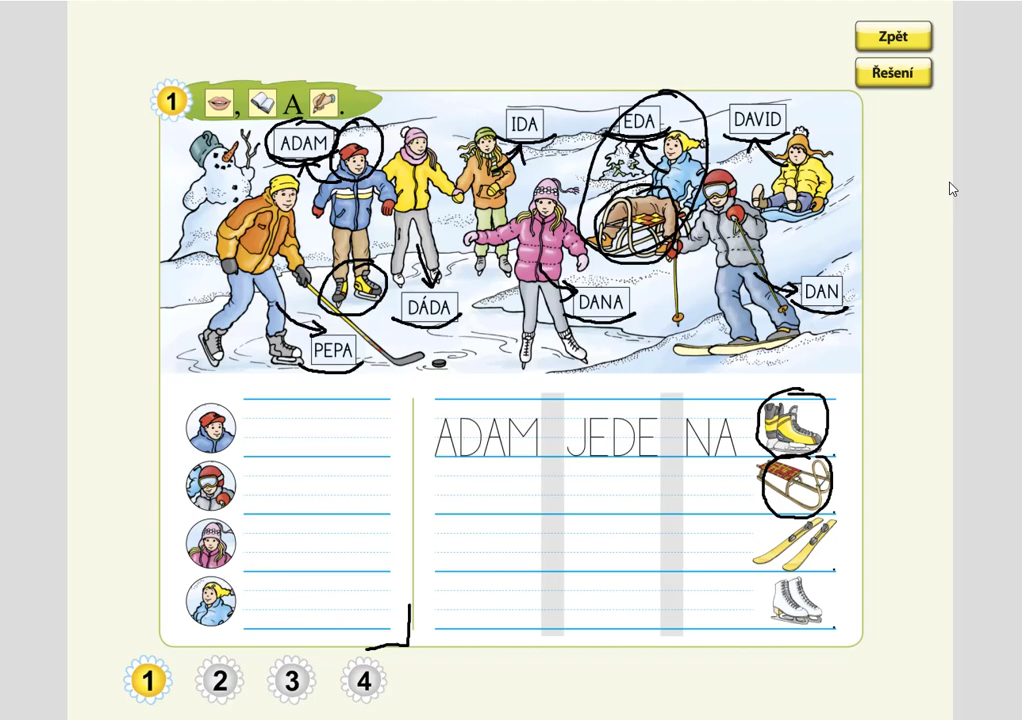 Zpět
Řešení
1 , A .
ADAM
IDA
EDA
DAVID
DÁDA
DANA
DAN
PEPA
ADAM JEDE NA .
.
.
.
1 2 3 4